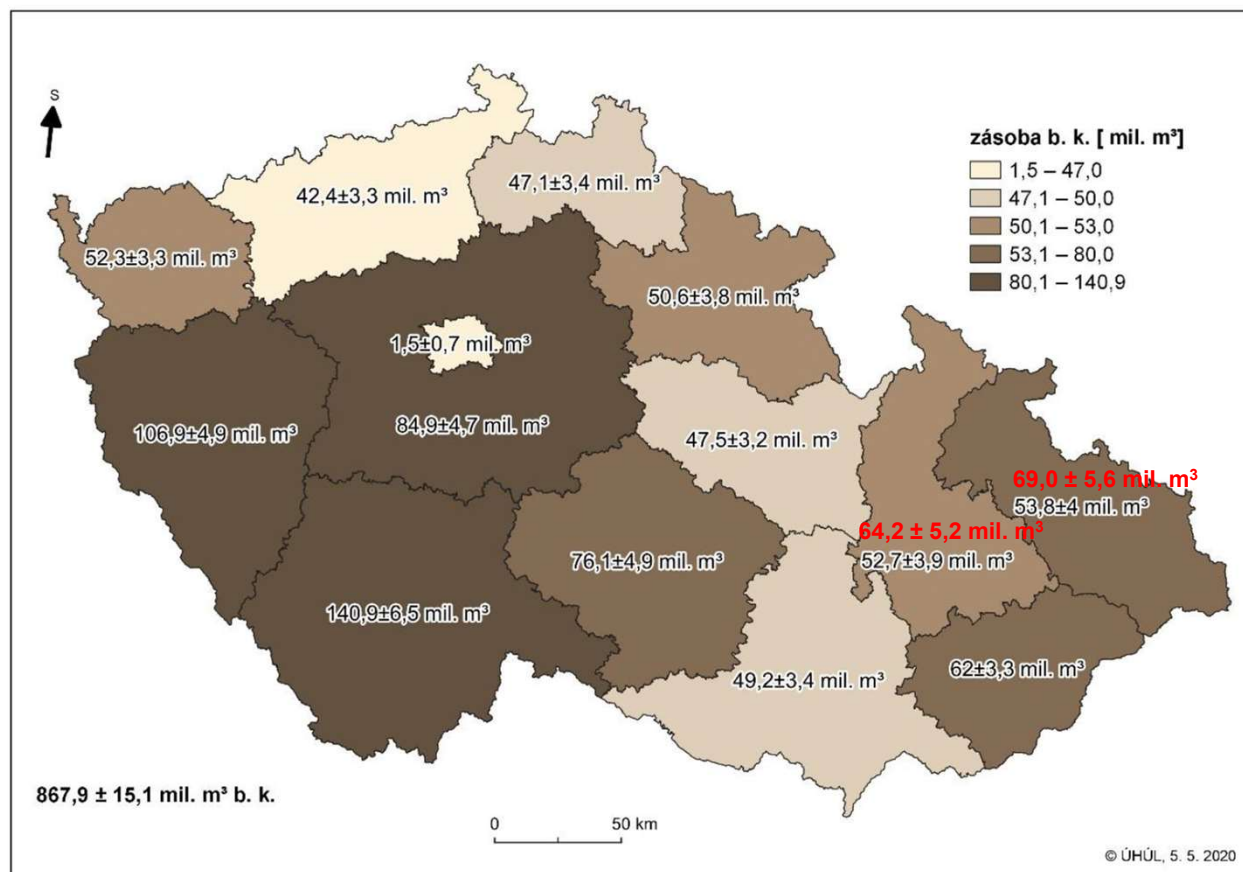 S
zásoba b. k. [ mil. m³]
1,5 – 47,0
47,1 – 50,0
50,1 – 53,0
53,1 – 80,0
80,1 – 140,9
42,4±3,3 mil. m³
47,1±3,4 mil. m³
52,3±3,3 mil. m³
50,6±3,8 mil. m³
1,5±0,7 mil. m³
106,9±4,9 mil. m³
84,9±4,7 mil. m³
47,5±3,2 mil. m³
69,0 ± 5,6 mil. m³
53,8±4 mil. m³
64,2 ± 5,2 mil. m³
52,7±3,9 mil. m³
76,1±4,9 mil. m³
140,9±6,5 mil. m³
62±3,3 mil. m³
49,2±3,4 mil. m³
867,9 ± 15,1 mil. m³ b. k.
0 50 km
© ÚHÚL, 5. 5. 2020